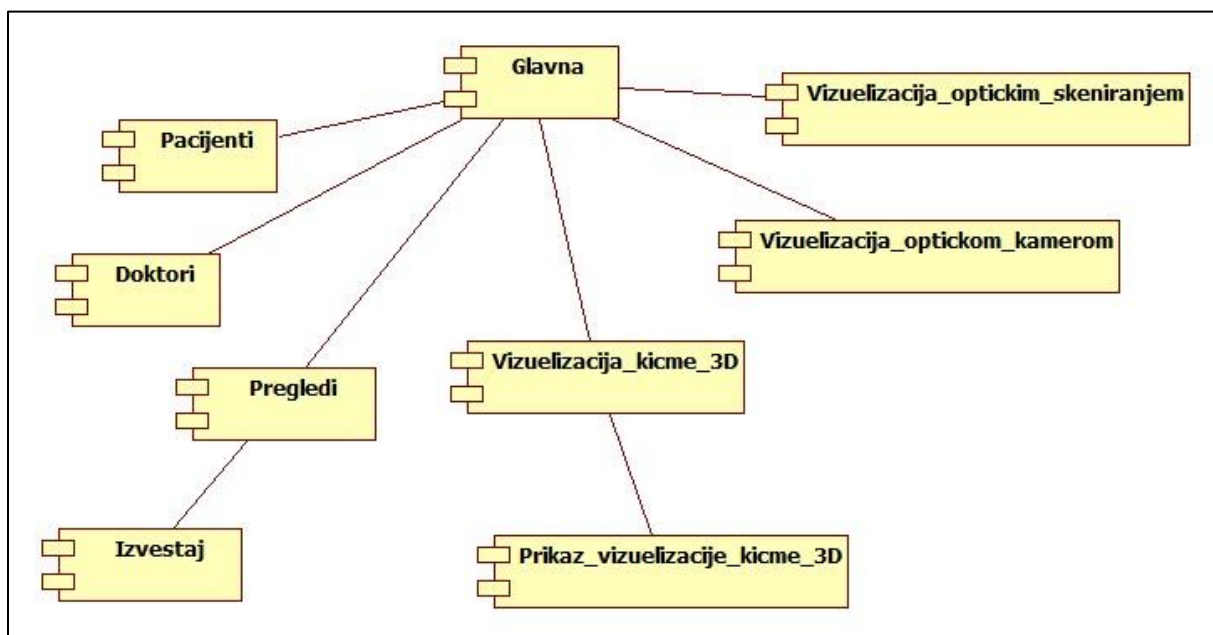 Glavna
Vizuelizacija_optickim_skeniranjem
Pacijenti
Vizuelizacija_optickom_kamerom
Doktori
Vizuelizacija_kicme_3D
Pregledi
Izvestaj
Prikaz_vizuelizacije_kicme_3D